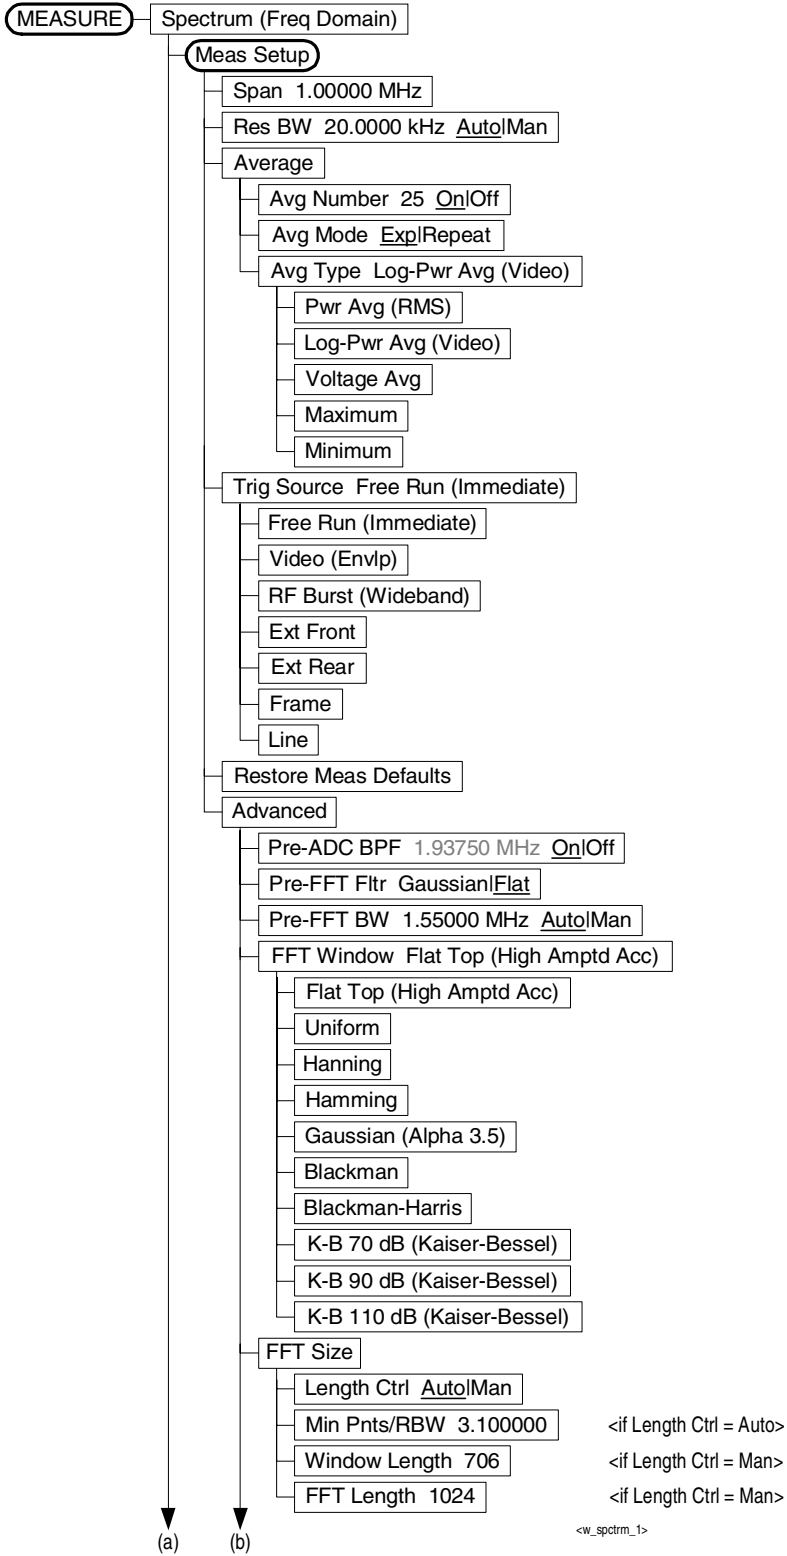 MEASURE Spectrum (Freq Domain)
Meas Setup
Span 1.00000 MHz
Res BW 20.0000 kHz Auto|Man
Average
Avg Number 25 On|Off
Avg Mode Exp|Repeat
Avg Type Log-Pwr Avg (Video)
Pwr Avg (RMS)
Log-Pwr Avg (Video)
Voltage Avg
Maximum
Minimum
Trig Source Free Run (Immediate)
Free Run (Immediate)
Video (Envlp)
RF Burst (Wideband)
Ext Front
Ext Rear
Frame
Line
Restore Meas Defaults
Advanced
Pre-ADC BPF 1.93750 MHz On|Off
Pre-FFT Fltr Gaussian|Flat
Pre-FFT BW 1.55000 MHz Auto|Man
FFT Window Flat Top (High Amptd Acc)
Flat Top (High Amptd Acc)
Uniform
Hanning
Hamming
Gaussian (Alpha 3.5)
Blackman
Blackman-Harris
K-B 70 dB (Kaiser-Bessel)
K-B 90 dB (Kaiser-Bessel)
K-B 110 dB (Kaiser-Bessel)
FFT Size
Length Ctrl Auto|Man
Min Pnts/RBW 3.100000 <if Length Ctrl = Auto>
Window Length 706 <if Length Ctrl = Man>
FFT Length 1024 <if Length Ctrl = Man>
<w_spctrm_1>
(a) (b)